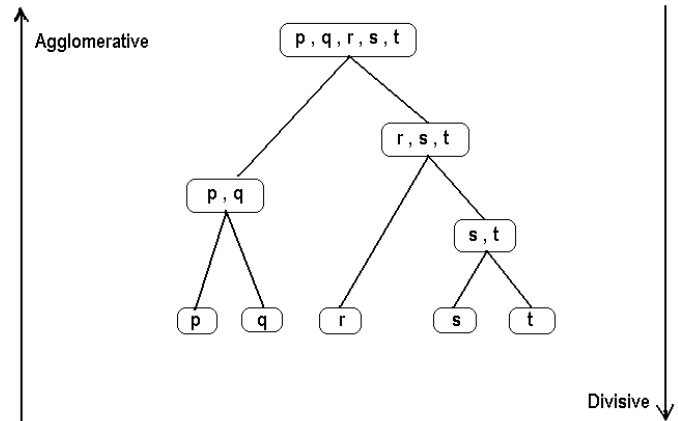 Agglomerative
p , q , r , s , t
r , s , t
p , q
s , t
p
q
r
s
t
Divisive